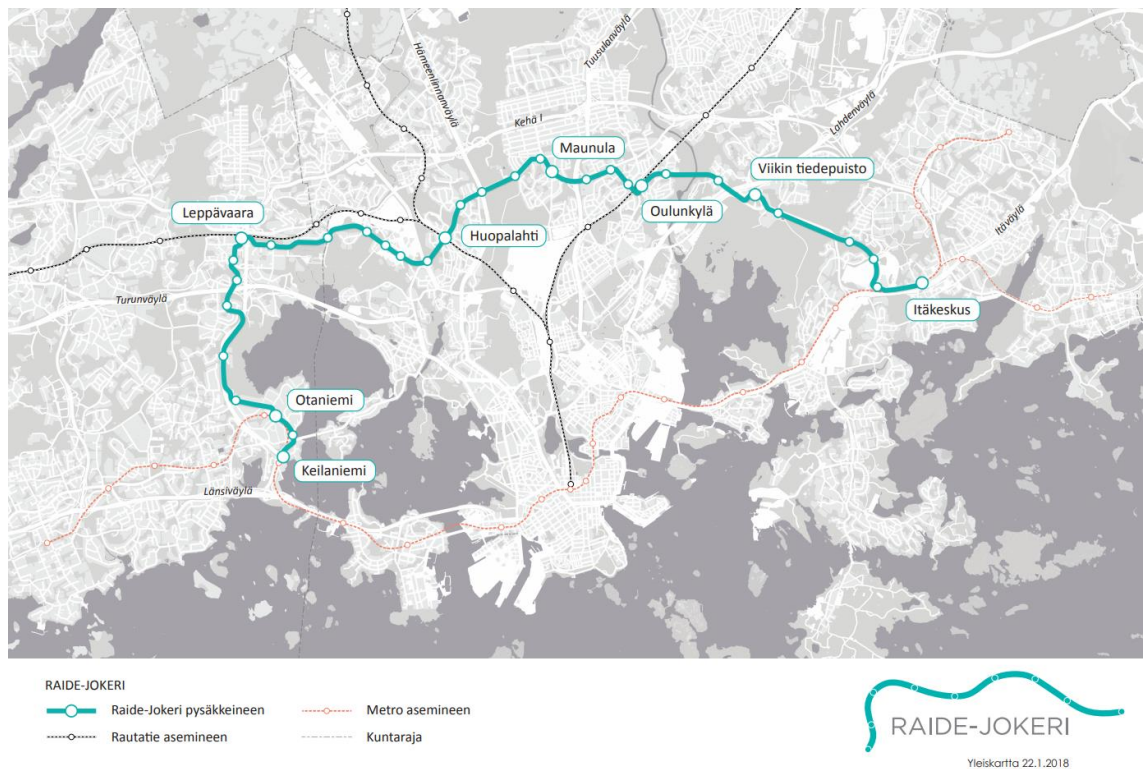 Hämeenlinnanväylä
Tuusulanväylä
Kehä I
Lahdenväylä
Maunula
Viikin tiedepuisto
Leppävaara
Oulunkylä
Huopalahti
Itäväylä
Turunväylä
Itäkeskus
Otaniemi
Keilaniemi
Länsiväylä
RAIDE-JOKERI
Raide-Jokeri pysäkkeineen
Metro asemineen
Rautatie asemineen
Kuntaraja
RAIDE-JOKERI
Yleiskartta 22.1.2018